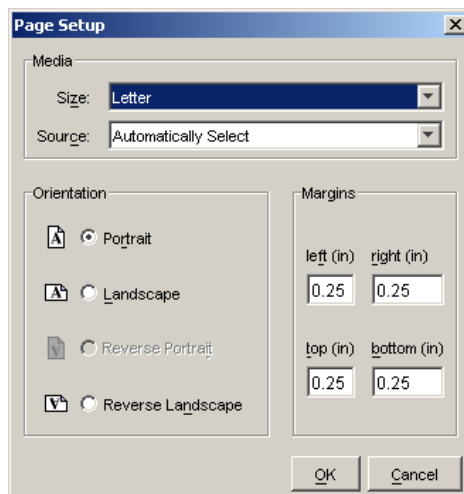 Page Setup
Media
Size: Letter
Source: Automatically Select
Orientation
A Portrait
A Landscape
A Reverse Portrait
A Reverse Landscape
Margins
left (in) right (in)
0.25 0.25
top (in) bottom (in)
0.25 0.25
OK Cancel